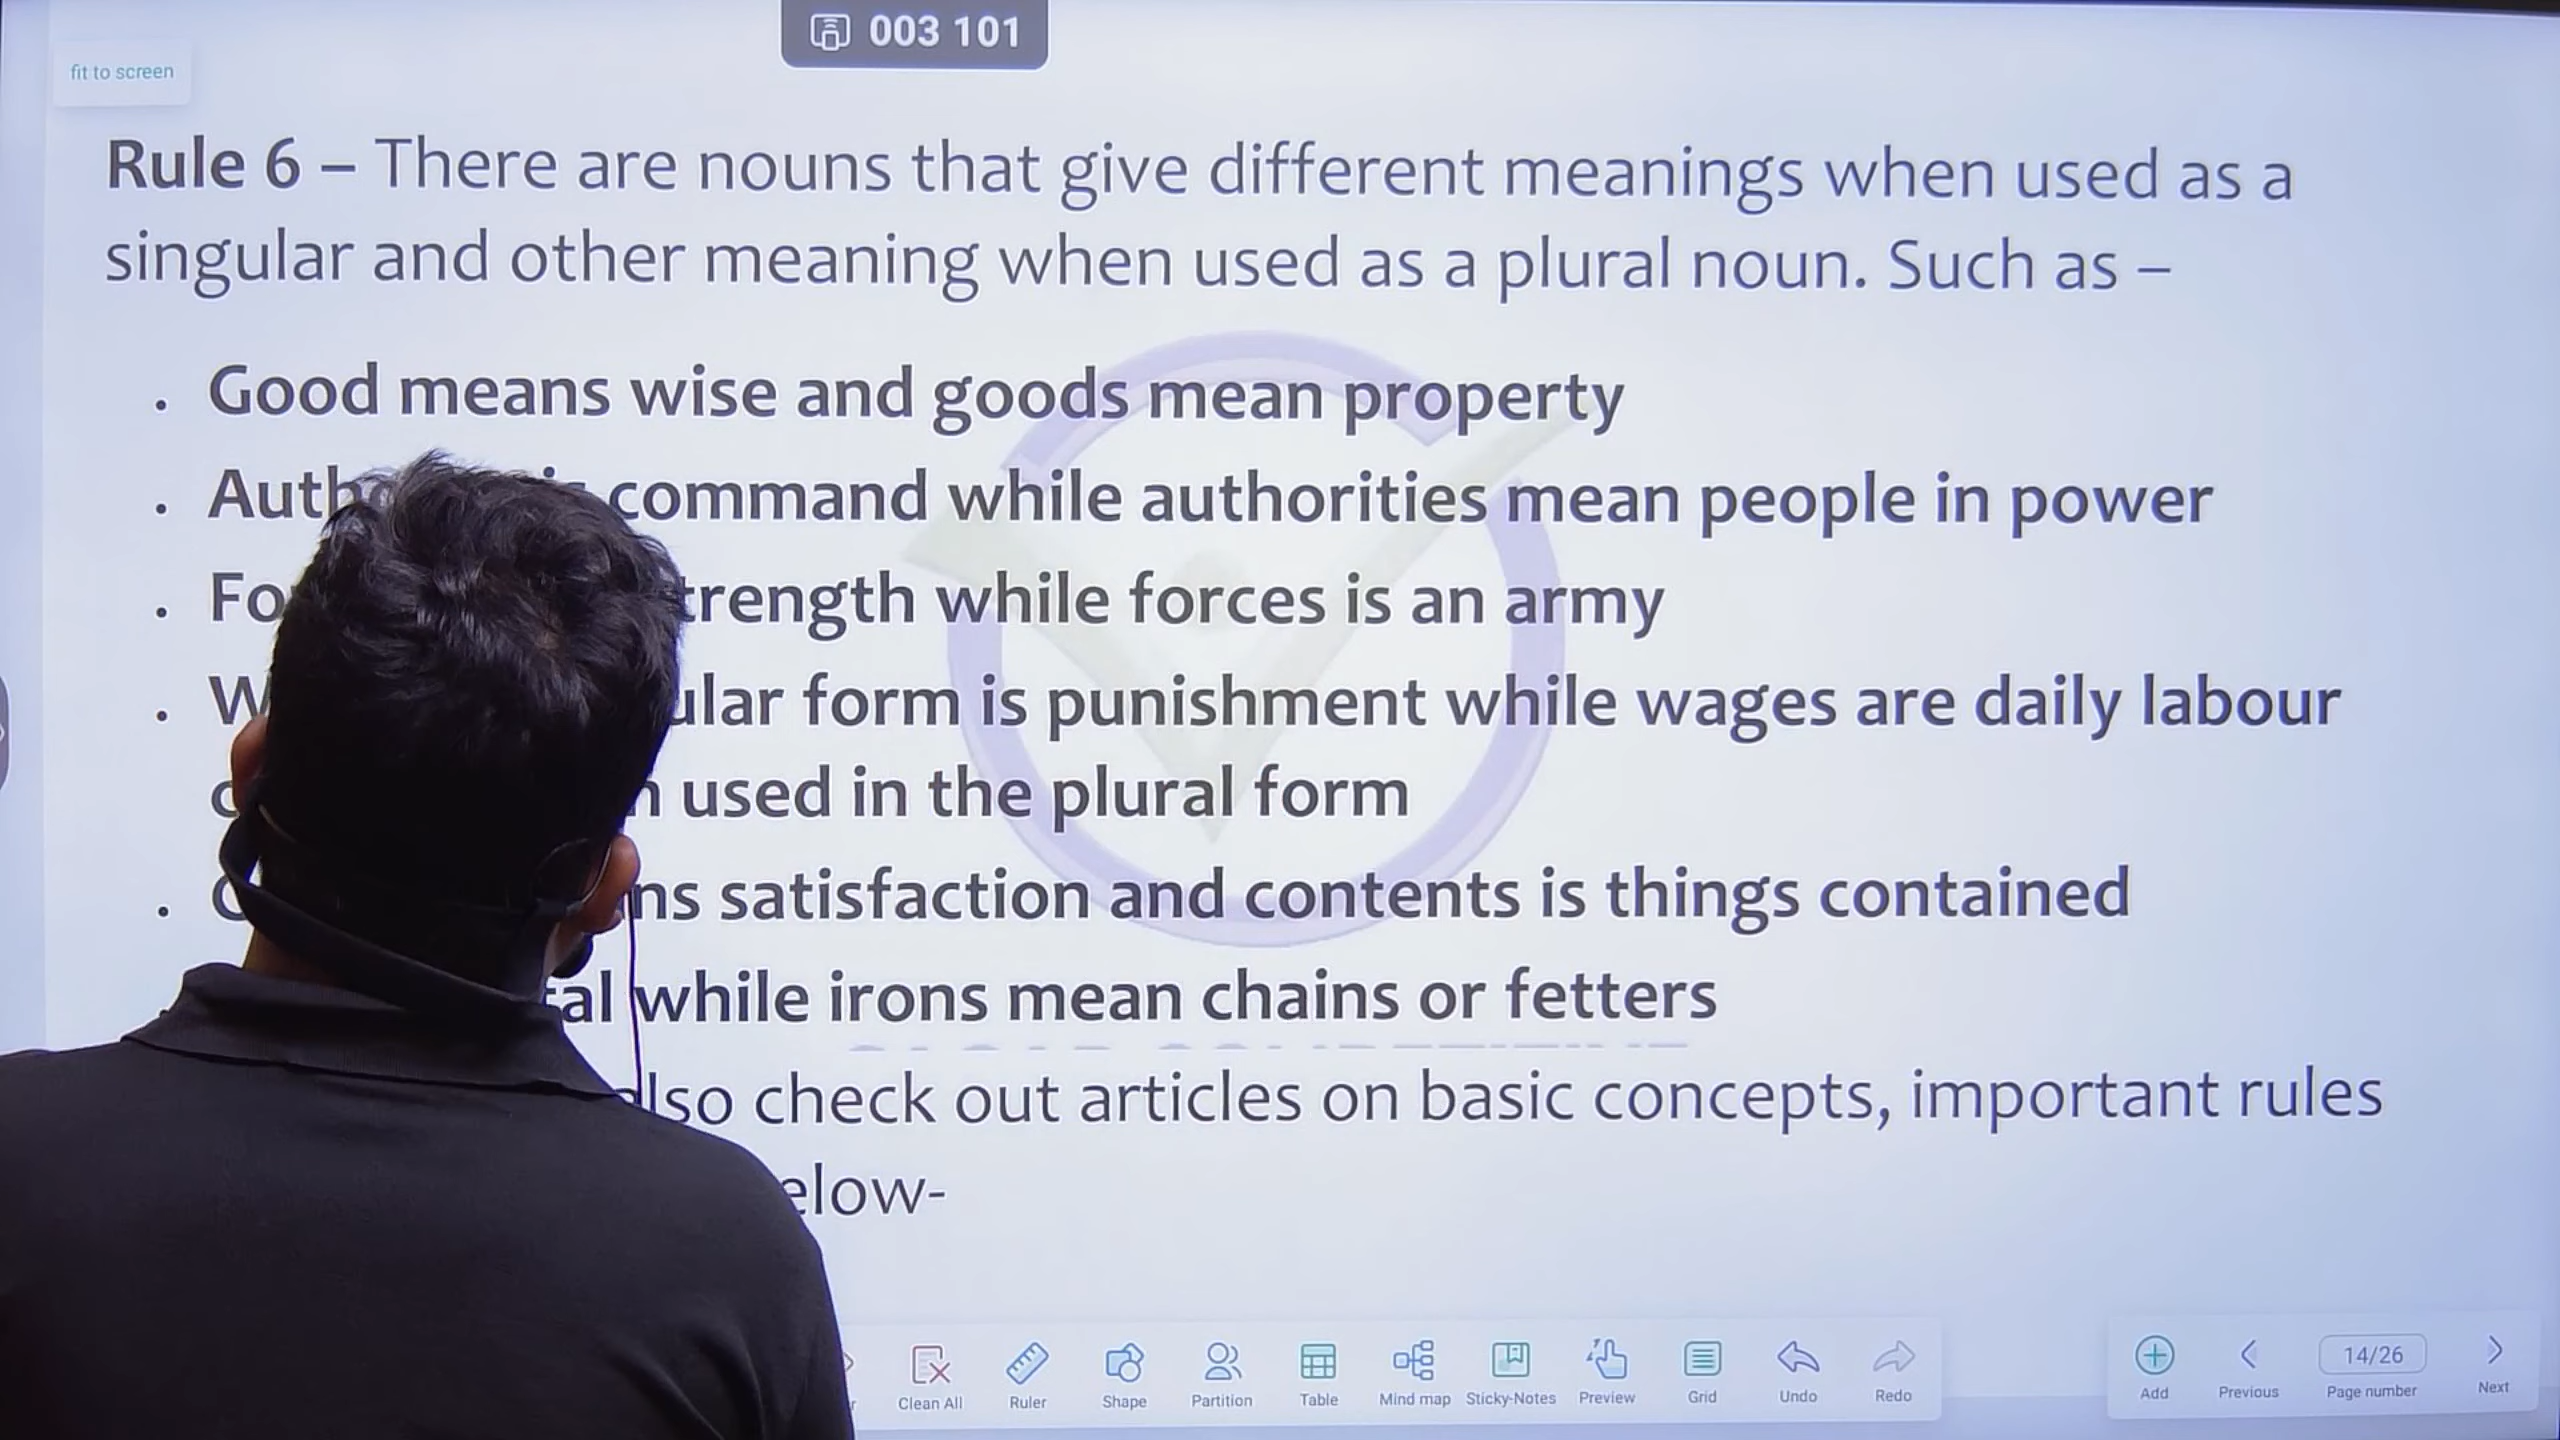 003 101
fit to screen
Rule 6 – There are nouns that give different meanings when used as a
singular and other meaning when used as a plural noun. Such as –
. Good means wise and goods mean property
. command while authorities mean people in power
. while forces is an army
. form is punishment while wages are daily labour
used in the plural form
. satisfaction and contents is things contained
while irons mean chains or fetters
also check out articles on basic concepts, important rules
Clean All
Ruler
Shape
Partition
Table
Mind map
Sticky-Notes
Preview
Grid
Undo
Redo
Add
Previous
14/26
Page number
Next